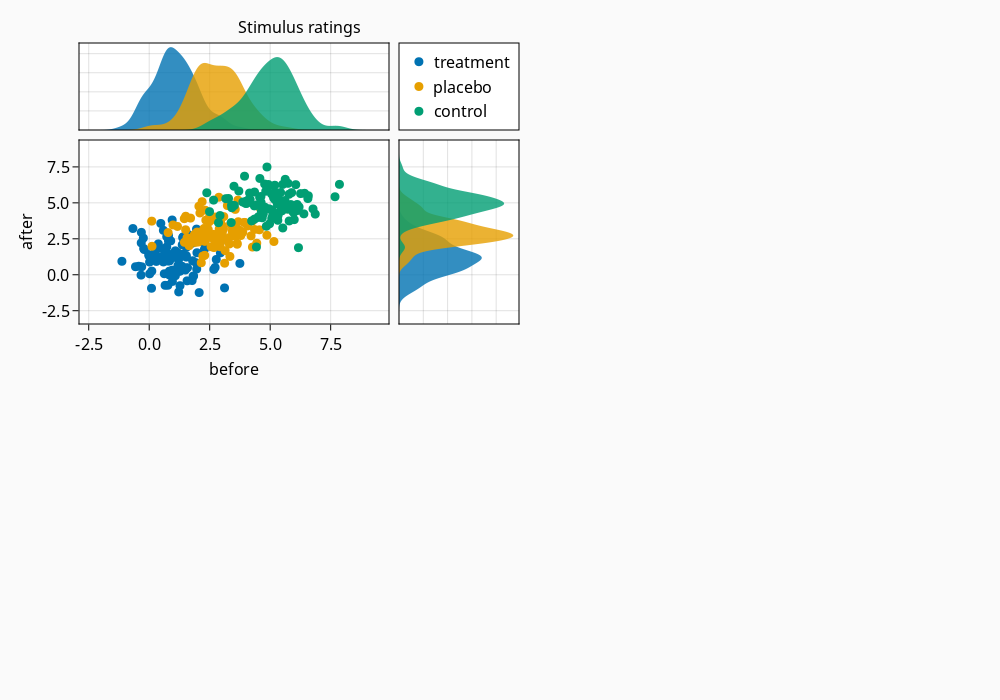 Stimulus ratings
treatment
placebo
control
after
7.5
5.0
2.5
0.0
-2.5
-2.5 0.0 2.5 5.0 7.5
before